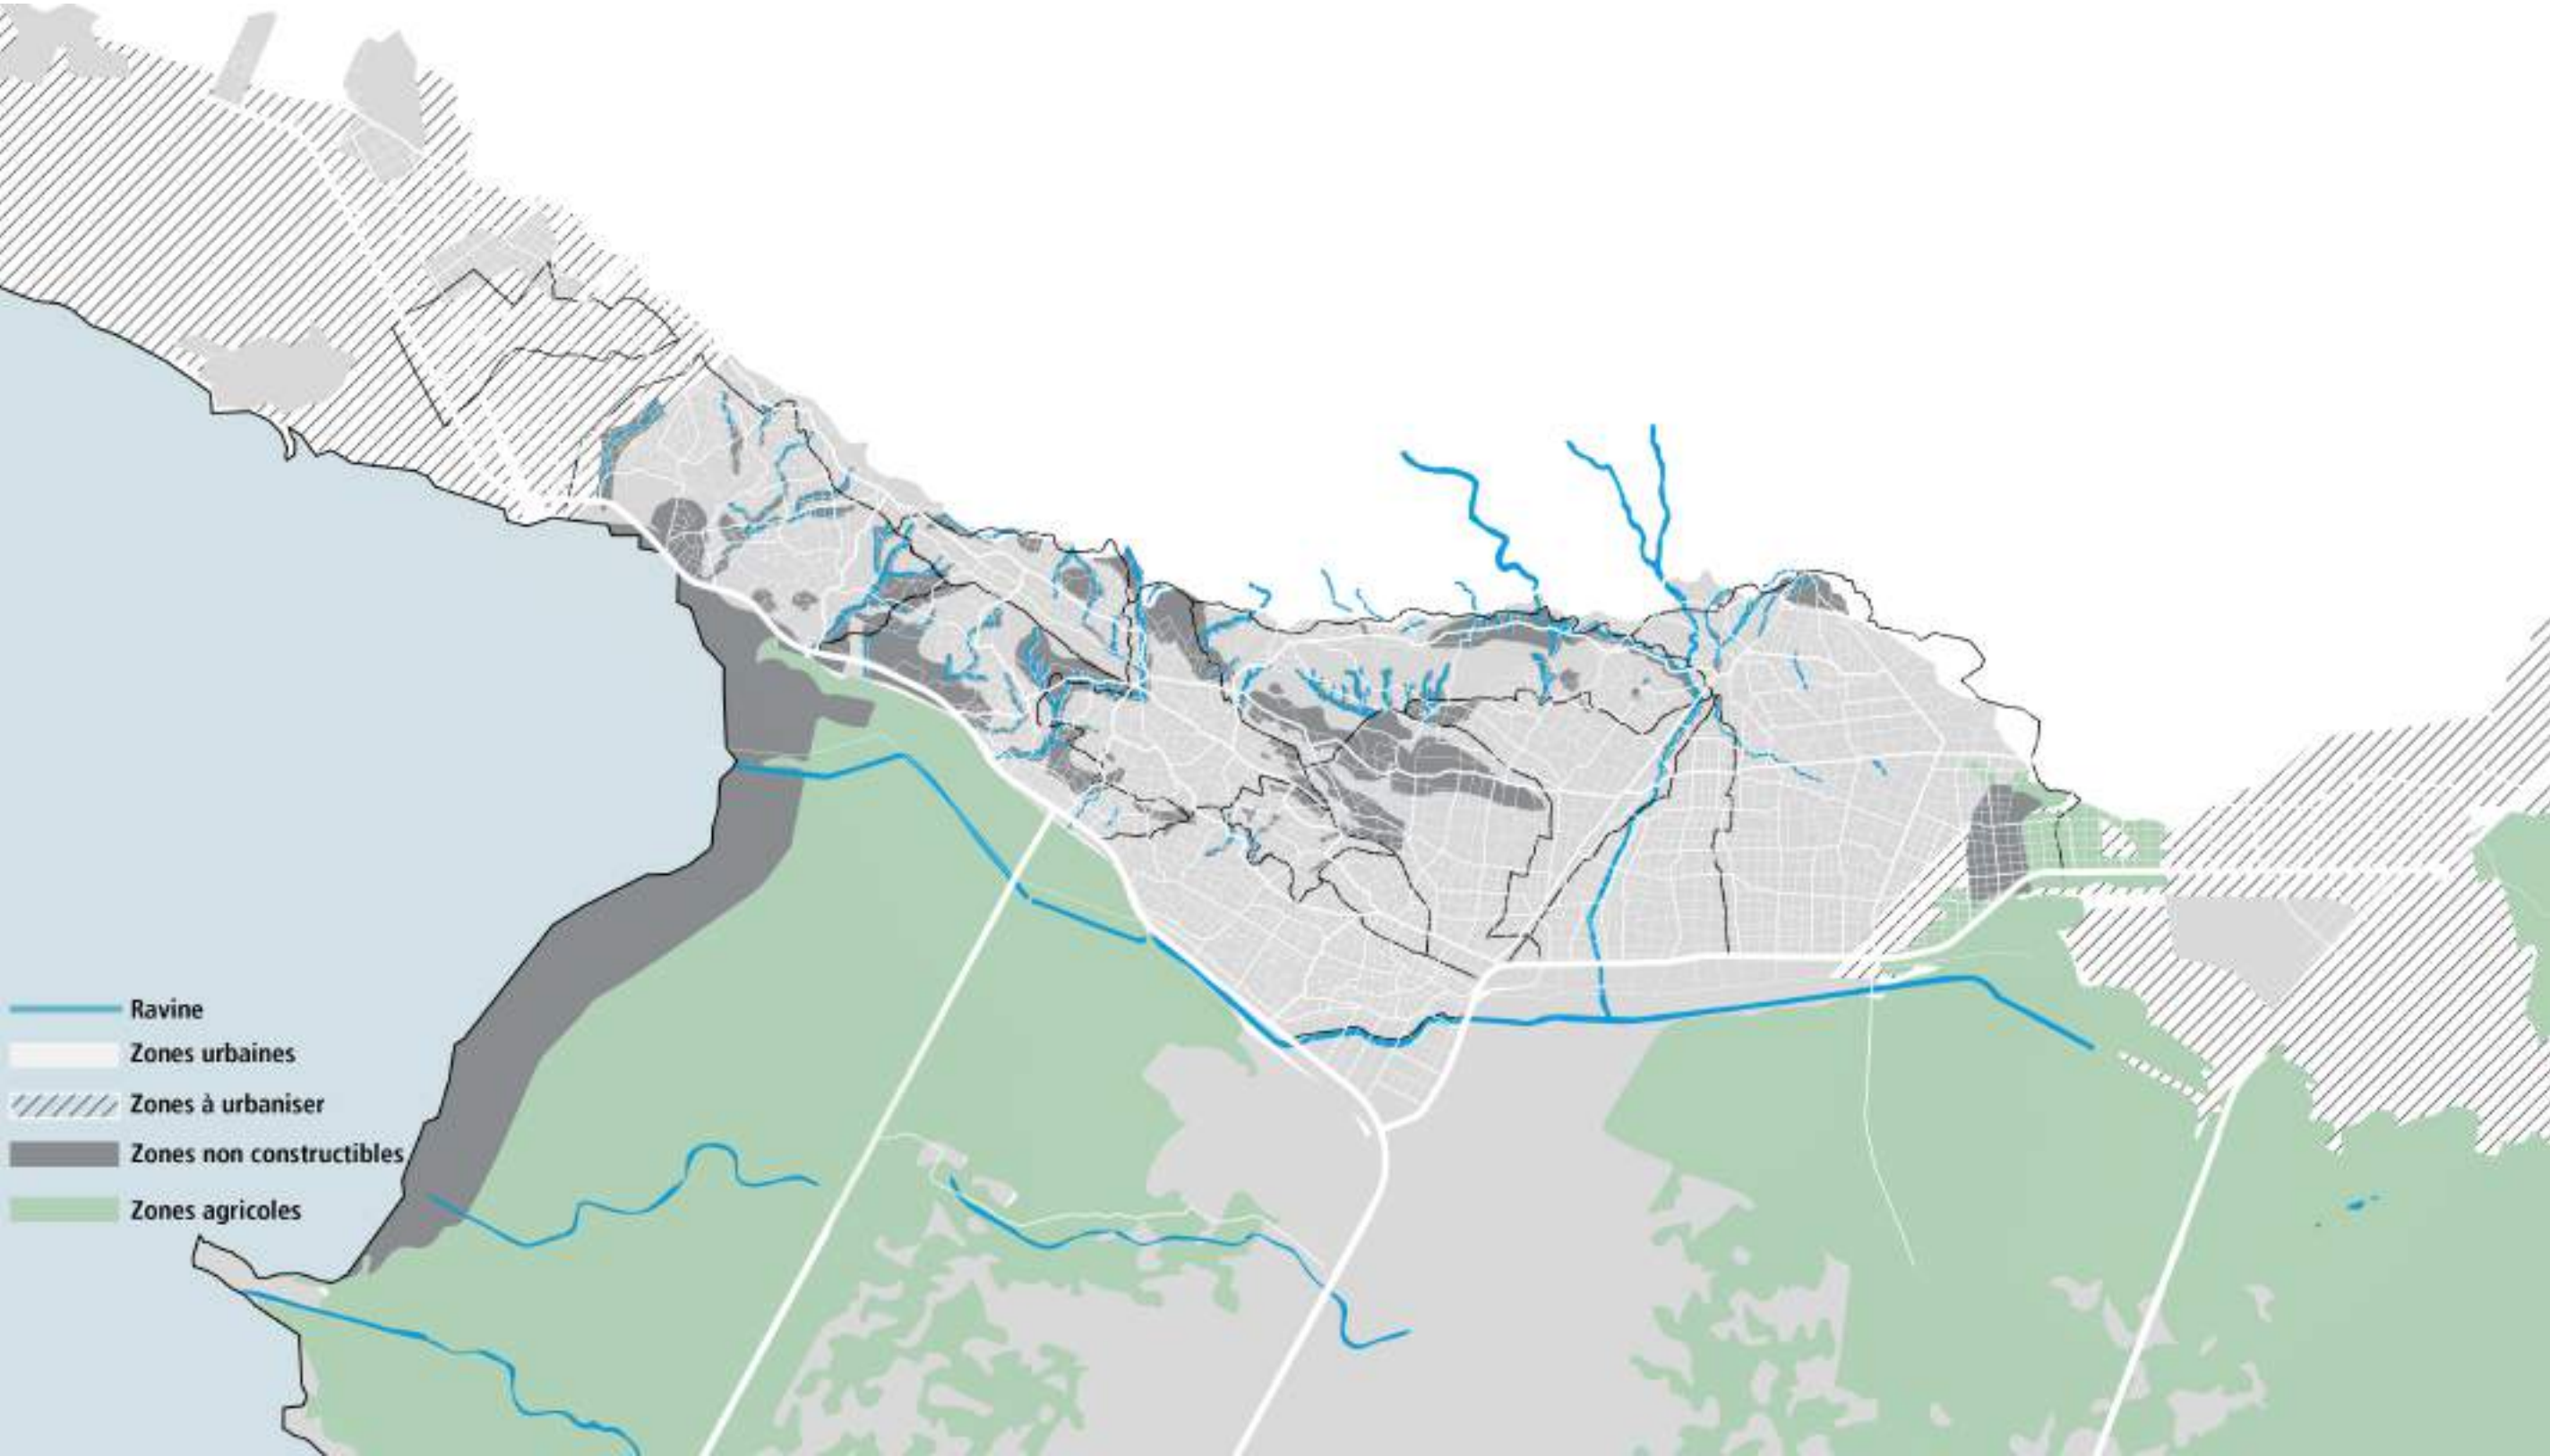 Ravine
Zones urbaines
Zones à urbaniser
Zones non constructibles
Zones agricoles